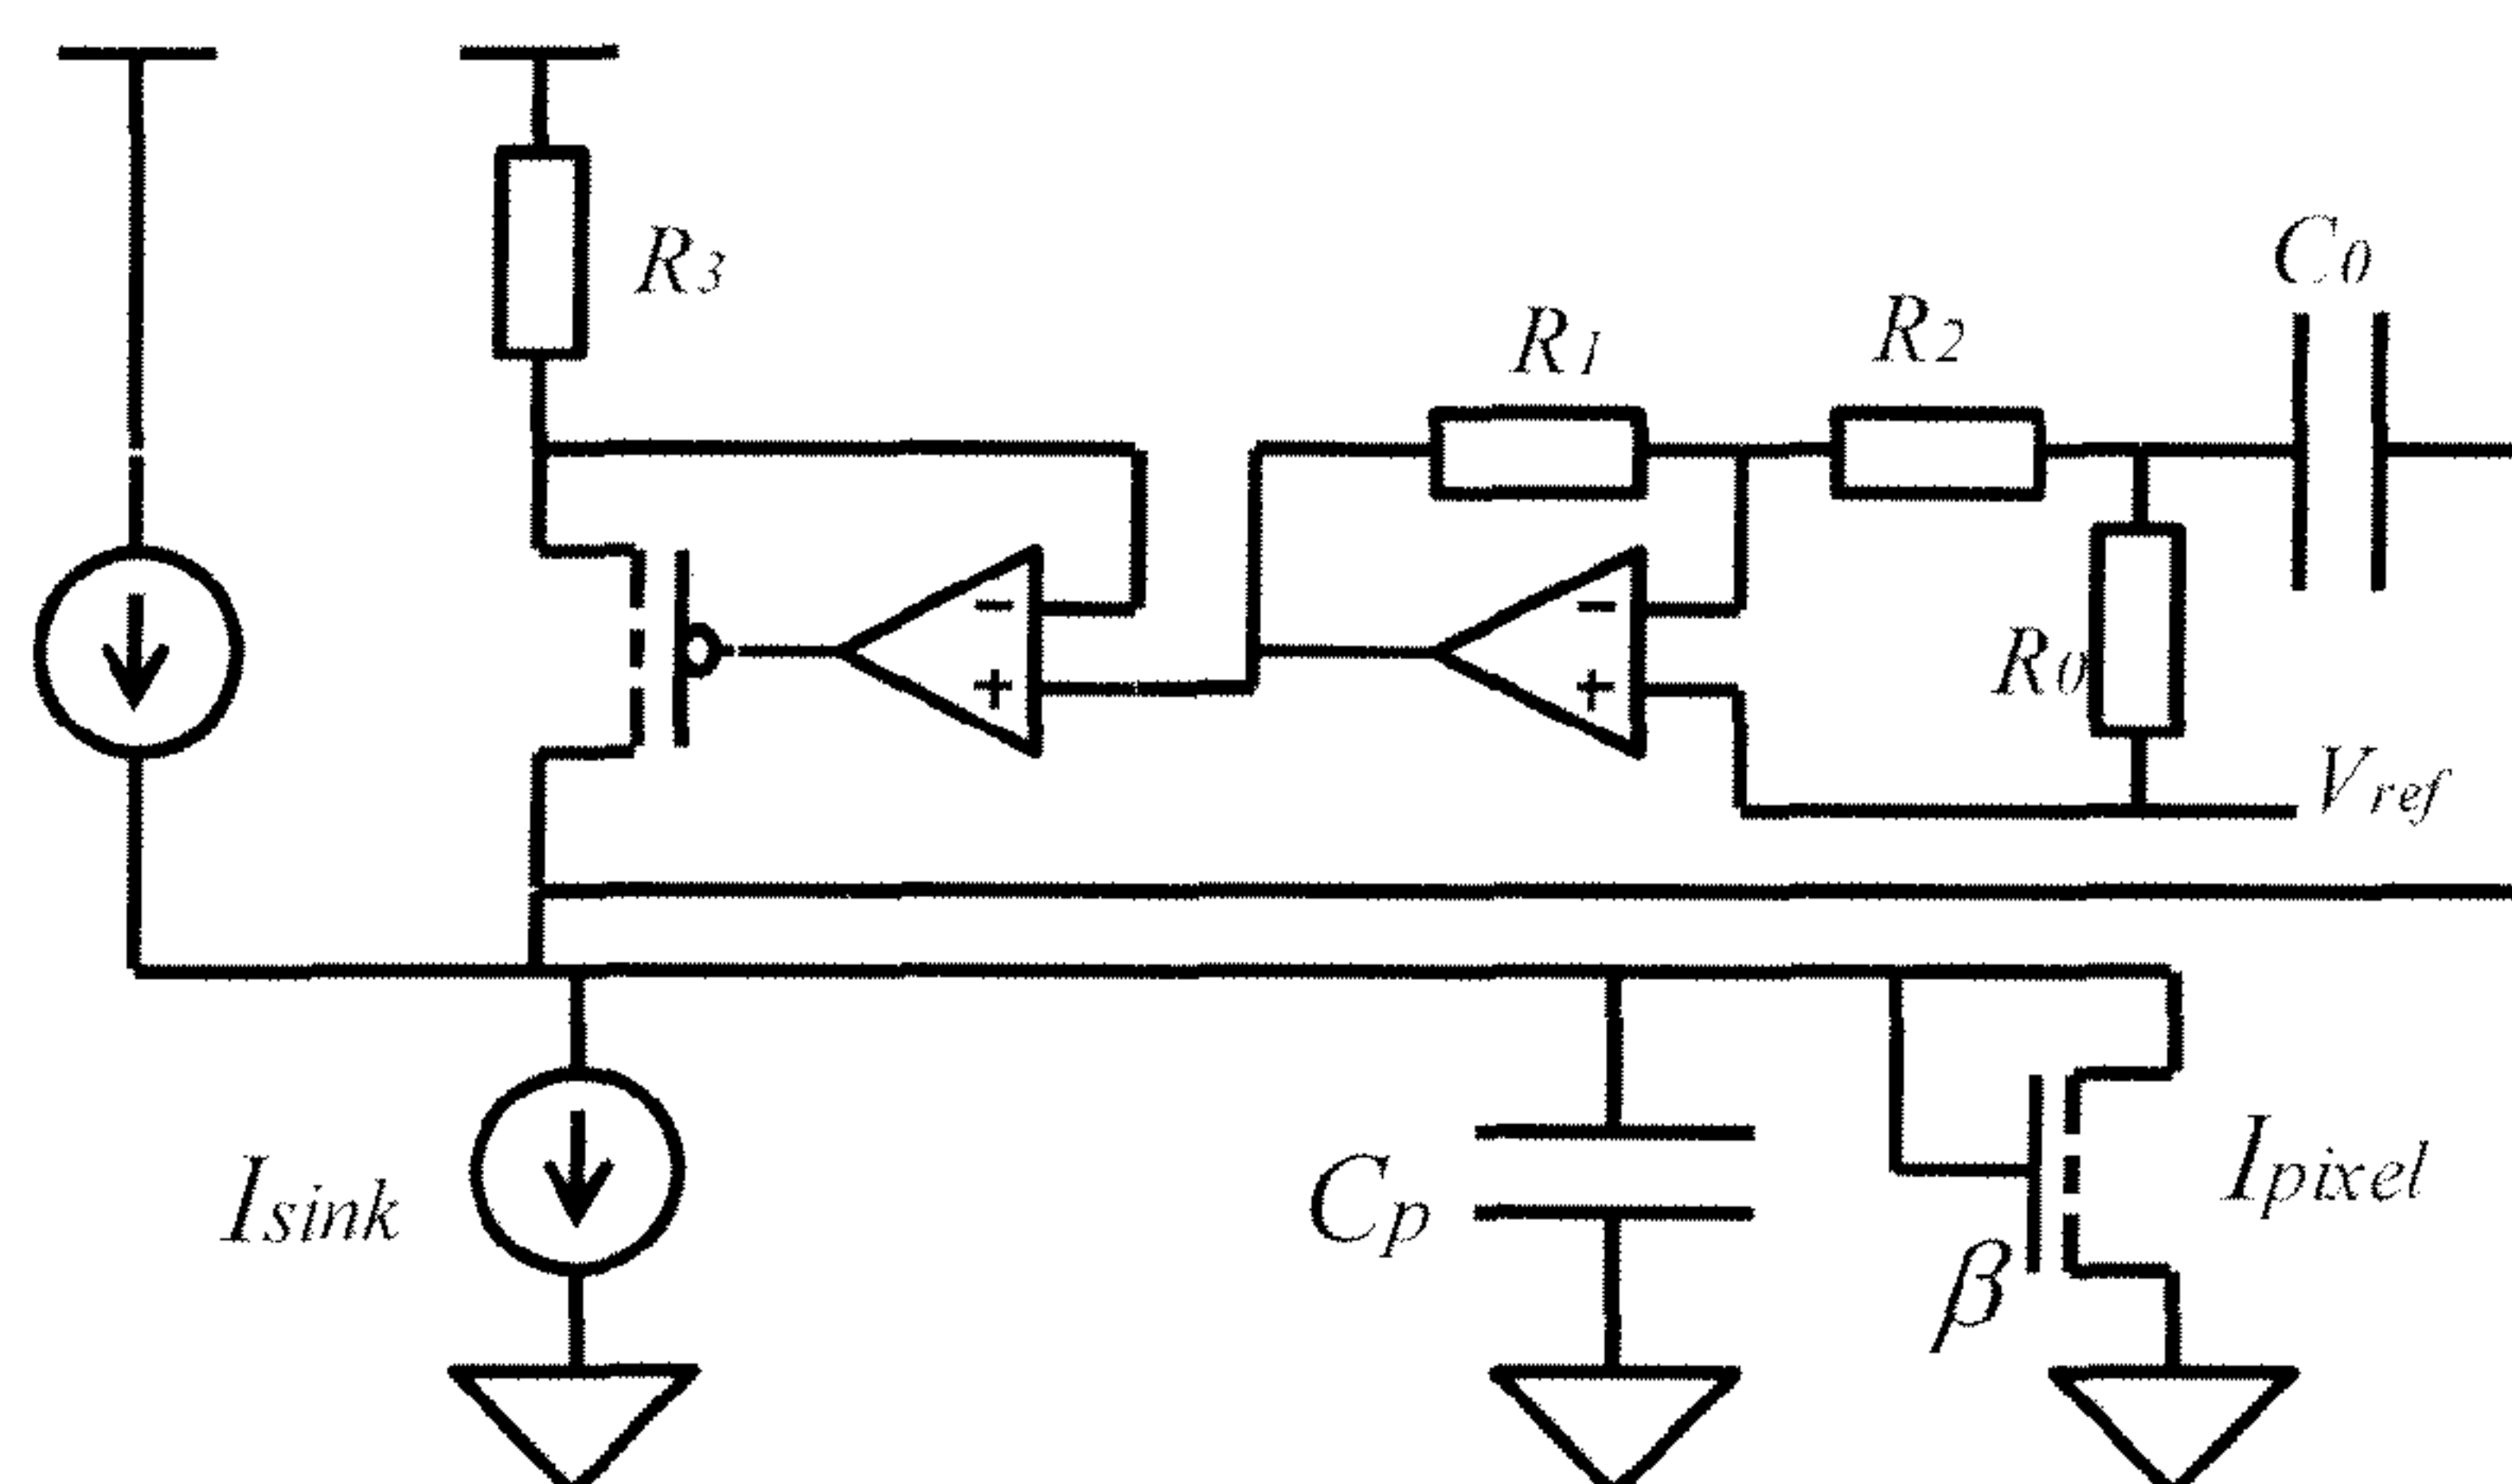 C0
R1
R2
R3
R0
Vref
− −
+ +
Isink
Cp
β
Ipixel